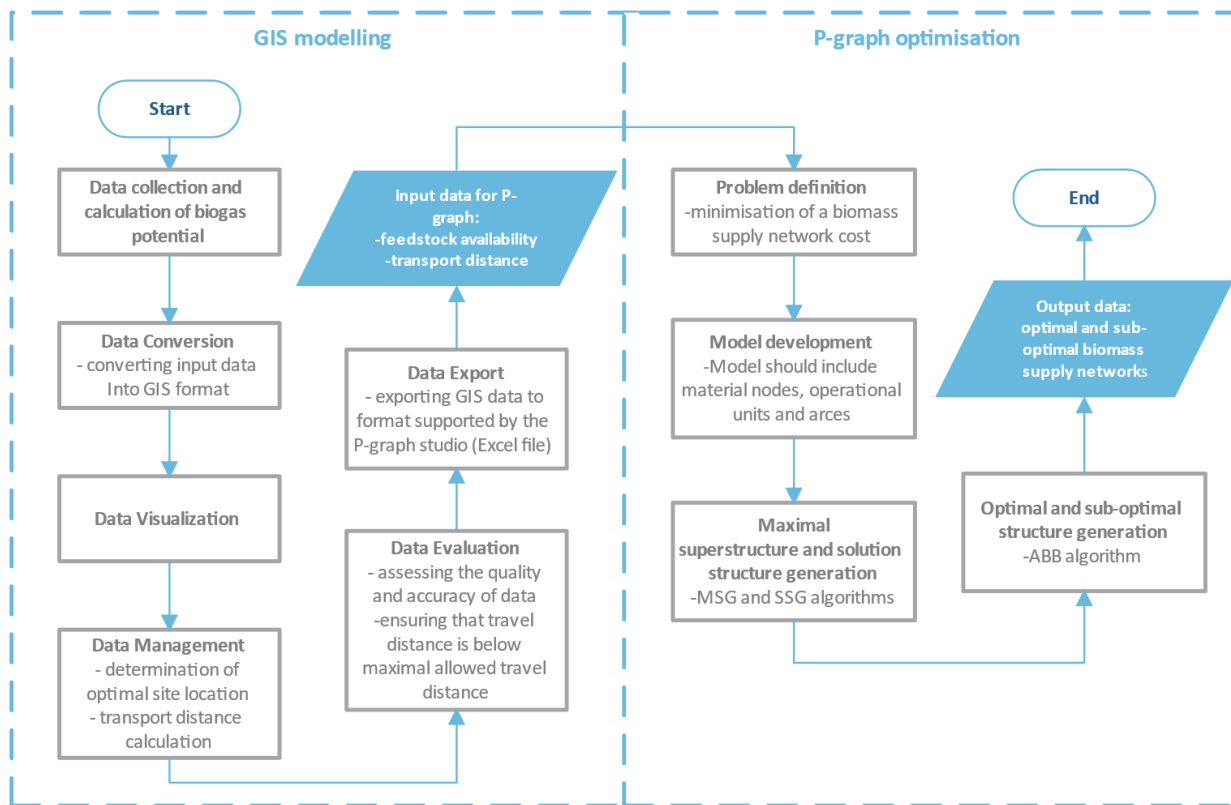 GIS modelling
Start
Data collection and
calculation of biogas
potential
Data Conversion
- converting input data
Into GIS format
Data Visualization
Data Management
- determination of
optimal site location
- transport distance
calculation
Data Evaluation
- assessing the quality
and accuracy of data
-ensuring that travel
distance is below
maximal allowed travel
distance
Data Export
- exporting GIS data to
format supported by the
P-graph studio (Excel file)
Input data for P-
graph:
-feedstock availability
-transport distance
P-graph optimisation
Problem definition
-minimisation of a biomass
supply network cost
Model development
-Model should include
material nodes, operational
units and arces
Maximal
superstructure and solution
structure generation
-MSG and SSG algorithms
Optimal and sub-optimal
structure generation
-ABB algorithm
Output data:
optimal and sub-
optimal biomass
supply networks
End